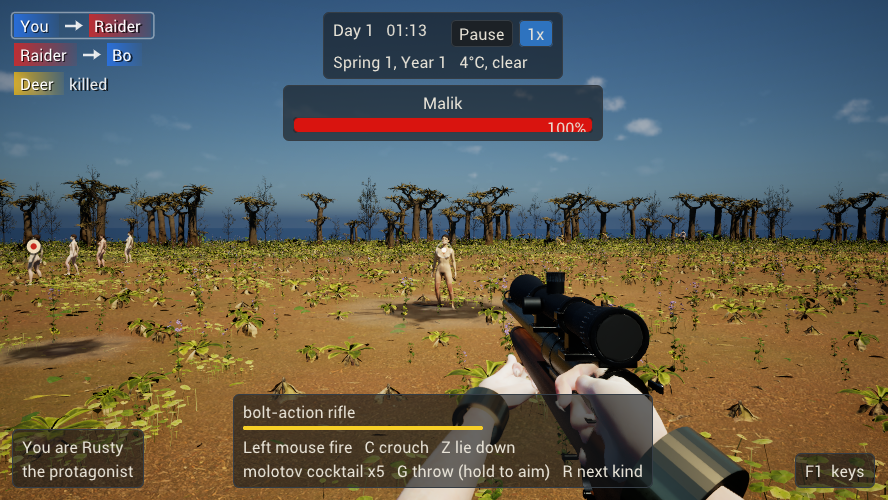 You → Raider
Raider → Bo
Deer killed
Day 1 01:13 Pause 1x
Spring 1, Year 1 4°C, clear
Malik
100%
bolt-action rifle
Left mouse fire C crouch Z lie down
molotov cocktail x5 G throw (hold to aim) R next kind
You are Rusty
the protagonist
F1 keys